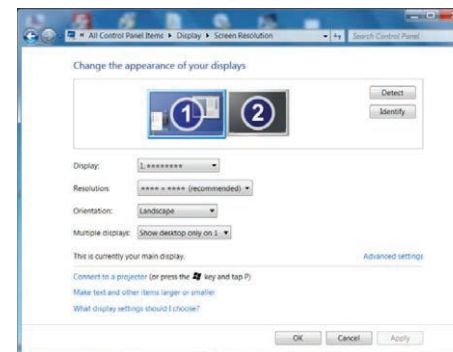 All Control Panel Items ▸ Display ▸ Screen Resolution
Search Control Panel
Change the appearance of your displays
1
2
Detect
Identify
Display: 1. ********
Resolution: **** x **** (recommended)
Orientation: Landscape
Multiple displays: Show desktop only on 1
This is currently your main display.
Advanced settings
Connect to a projector (or press the key and tap P)
Make text and other items larger or smaller
What display settings should I choose?
OK Cancel Apply